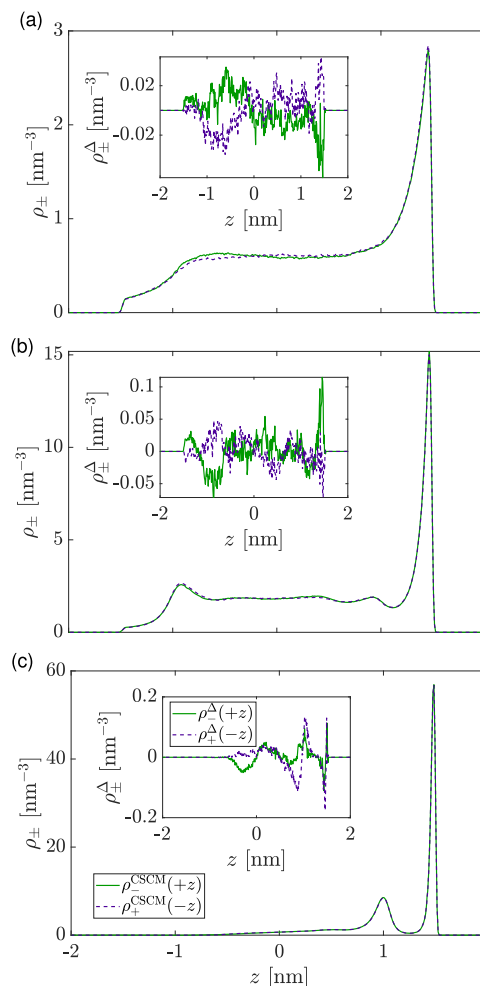 (a)
3
2
1
0
ρ± [nm⁻³]
0.02
-0.02
ρ±^Δ [nm⁻³]
-2 -1 0 1 2
z [nm]
(b)
15
10
5
0
ρ± [nm⁻³]
0.1
0.05
0
-0.05
ρ±^Δ [nm⁻³]
-2 0 2
z [nm]
(c)
60
40
20
0
ρ± [nm⁻³]
0.2
0
-0.2
ρ±^Δ [nm⁻³]
ρ₋^Δ(+z)
ρ₊^Δ(−z)
-2 -1 0 1 2
z [nm]
ρ₋^CSCM(+z)
ρ₊^CSCM(−z)
-2 -1 0 1
z [nm]